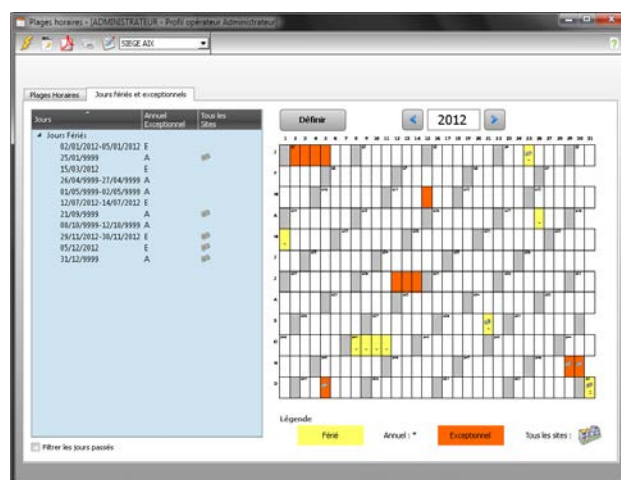 Plages horaires - [ADMINISTRATEUR - Profil opérateur Administrateur]
SIEGE AIX
Plages Horaires Jours fériés et exceptionnels
Jours Annuel Exceptionnel Tous les Sites
Jours Fériés
02/01/2012-05/01/2012 E
25/01/9999 A
15/03/2012 E
26/04/9999-27/04/9999 A
01/05/9999-02/05/9999 A
12/07/2012-14/07/2012 E
21/09/9999 A
08/10/9999-12/10/9999 A
29/11/2012-30/11/2012 E
05/12/2012 E
31/12/9999 A
Filtrer les jours passés
Définir
2012
1 2 3 4 5 6 7 8 9 10 11 12 13 14 15 16 17 18 19 20 21 22 23 24 25 26 27 28 29 30 31
J
F
M
A
M
J
J
A
S
O
N
D
Légende
Férié Annuel : * Exceptionnel Tous les sites :